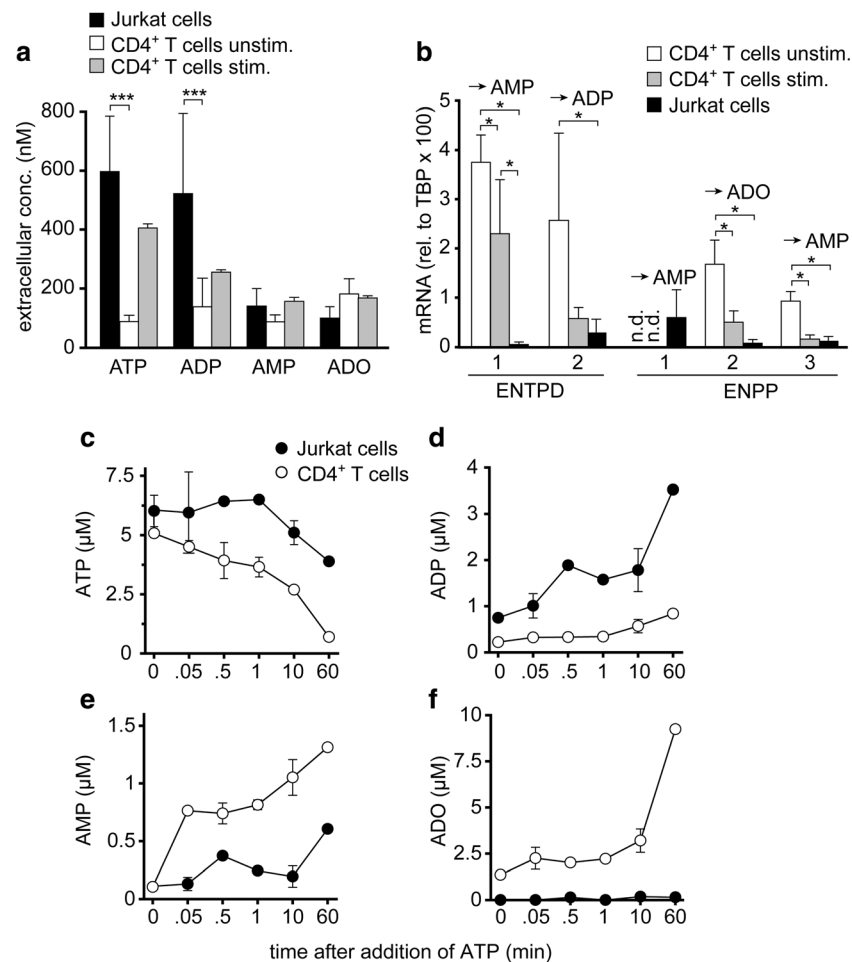 Jurkat cells
CD4+ T cells unstim.
CD4+ T cells stim.
a
extracellular conc. (nM)
800
600
400
200
0
***
***
ATP ADP AMP ADO
b
CD4+ T cells unstim.
CD4+ T cells stim.
Jurkat cells
mRNA (rel. to TBP x 100)
5
4
3
2
1
0
→ AMP
*
*
*
→ ADP
*
→ AMP
n.d.
n.d.
→ ADO
*
*
→ AMP
*
*
1 2 1 2 3
ENTPD ENPP
c
Jurkat cells
CD4+ T cells
ATP (µM)
7.5
5
2.5
0
0 .05 .5 1 10 60
d
ADP (µM)
4
3
2
1
0
0 .05 .5 1 10 60
e
AMP (µM)
1.5
1
0.5
0
0 .05 .5 1 10 60
f
ADO (µM)
10
7.5
5
2.5
0
0 .05 .5 1 10 60
time after addition of ATP (min)